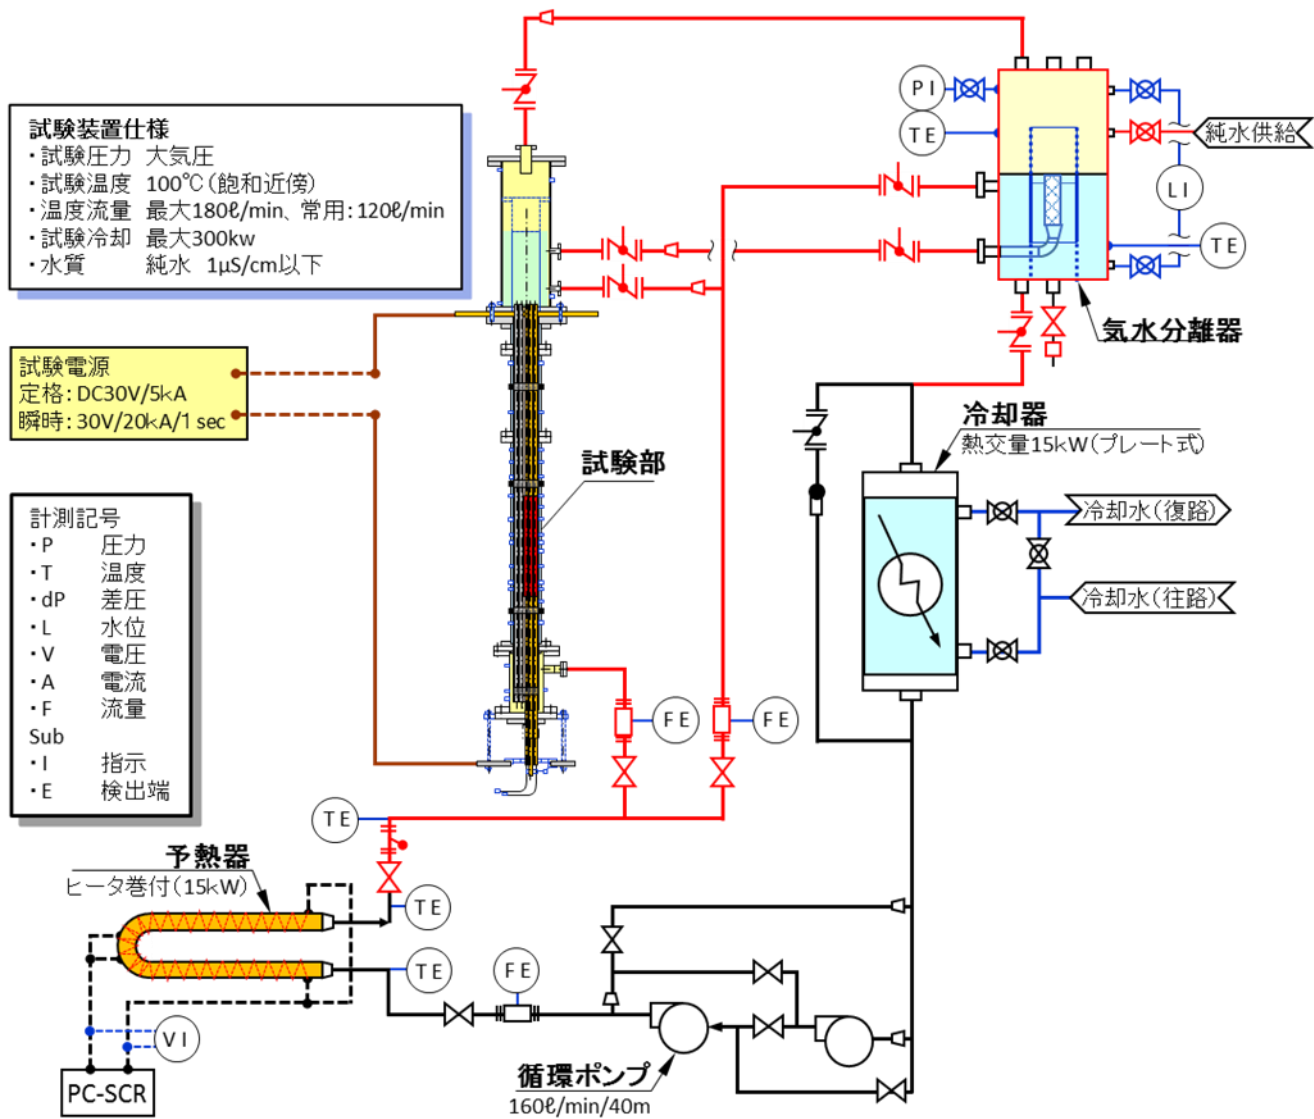 試験装置仕様
・試験圧力 大気圧
・試験温度 100℃(飽和近傍)
・温度流量 最大180ℓ/min、常用:120ℓ/min
・試験冷却 最大300kw
・水質 純水 1μS/cm以下
試験電源
定格:DC30V/5kA
瞬時:30V/20kA/1 sec
計測記号
・P 圧力
・T 温度
・dP 差圧
・L 水位
・V 電圧
・A 電流
・F 流量
Sub
・I 指示
・E 検出端
試験部
PI
TE
純水供給
LI
TE
気水分離器
冷却器
熱交量15kW(プレート式)
冷却水(復路)
冷却水(往路)
FE
FE
TE
予熱器
ヒータ巻付(15kW)
TE
TE
FE
VI
PC-SCR
循環ポンプ
160ℓ/min/40m